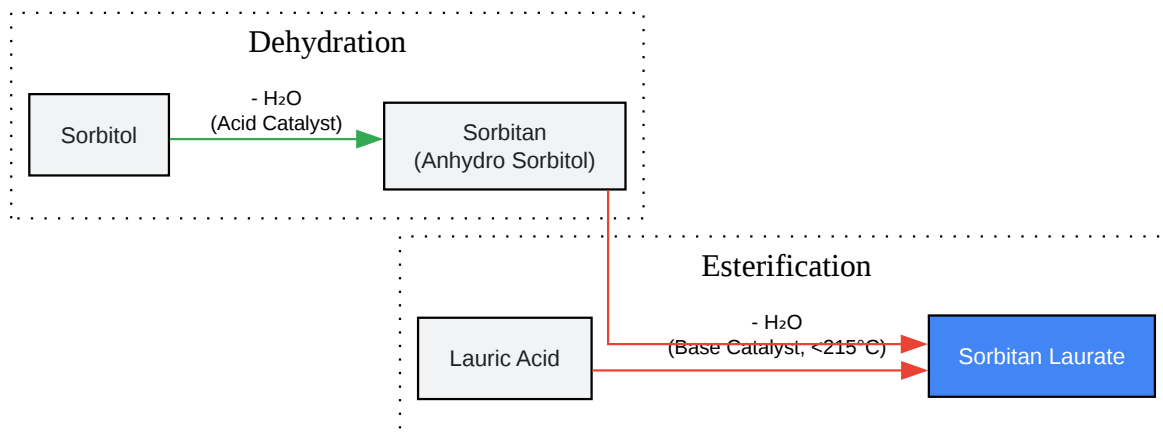 Dehydration
- H₂O
(Acid Catalyst)
Sorbitol
Sorbitan
(Anhydro Sorbitol)
Esterification
- H₂O
(Base Catalyst, <215°C)
Lauric Acid
Sorbitan Laurate